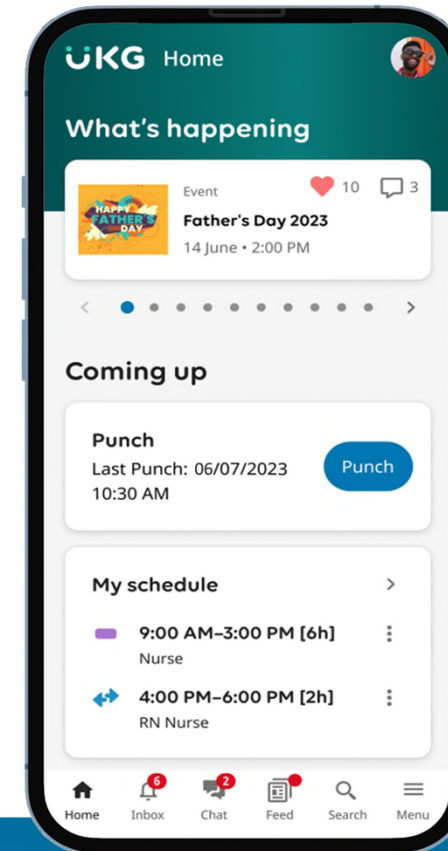 UKG Home
What's happening
Event
10
3
Father's Day 2023
14 June • 2:00 PM
HAPPY
FATHER'S
DAY
Coming up
Punch
Last Punch: 06/07/2023
10:30 AM
Punch
My schedule
9:00 AM–3:00 PM [6h]
Nurse
4:00 PM–6:00 PM [2h]
RN Nurse
6
2
Home
Inbox
Chat
Feed
Search
Menu